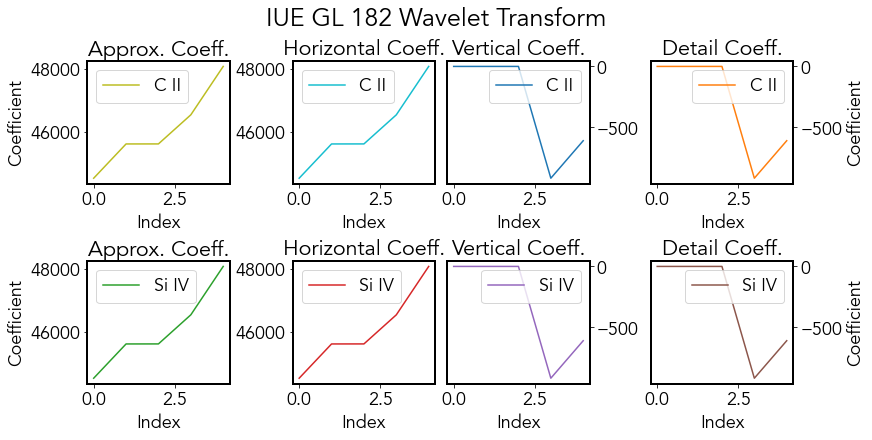 IUE GL 182 Wavelet Transform
Approx. Coeff. Horizontal Coeff. Vertical Coeff. Detail Coeff.
48000 C II C II C II 0 C II 0
Coefficient 46000 46000 −500 −500 Coefficient
0.0 2.5 0.0 2.5 0.0 2.5 0.0 2.5
Index Index Index Index
Approx. Coeff. Horizontal Coeff. Vertical Coeff. Detail Coeff.
48000 Si IV 48000 Si IV Si IV 0 Si IV 0
Coefficient 46000 46000 −500 −500 Coefficient
0.0 2.5 0.0 2.5 0.0 2.5 0.0 2.5
Index Index Index Index